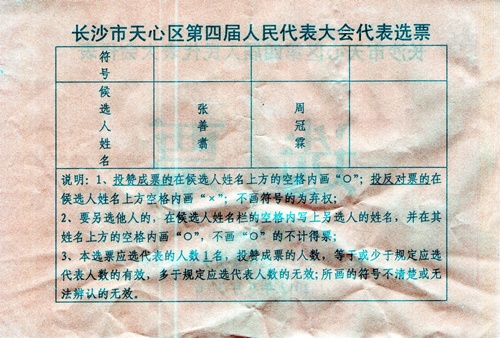 长沙市天心区第四届人民代表大会代表选票
符号
候选人姓名
张善翥
周冠霖
说明：1、投赞成票的在候选人姓名上方的空格内画“○”；投反对票的在
候选人姓名上方空格内画“×”；不画符号的为弃权；
2、要另选他人的，在候选人姓名栏的空格内写上另选人的姓名，并在其
姓名上方的空格内画“○”，不画“○”的不计得票；
3、本选票应选代表的人数1名，投赞成票的人数，等于或少于规定应选
代表人数的有效，多于规定应选代表人数的无效；所画的符号不清楚或无
法辨认的无效。